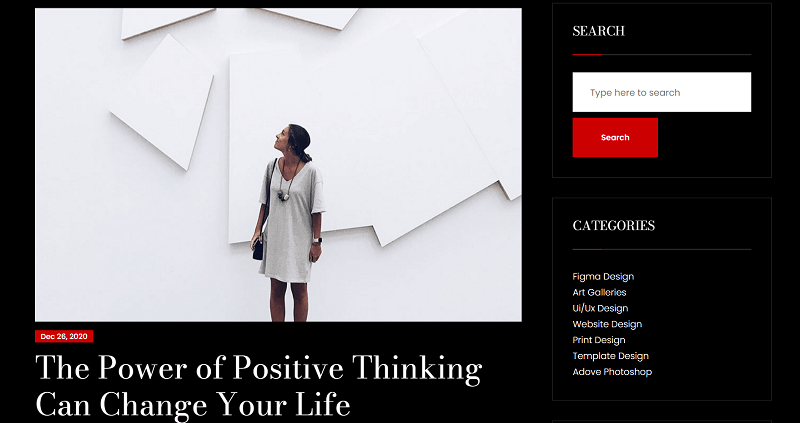 Dec 26, 2020
The Power of Positive Thinking
Can Change Your Life
SEARCH
Type here to search
Search
CATEGORIES
Figma Design
Art Galleries
Ui/Ux Design
Website Design
Print Design
Template Design
Adove Photoshop